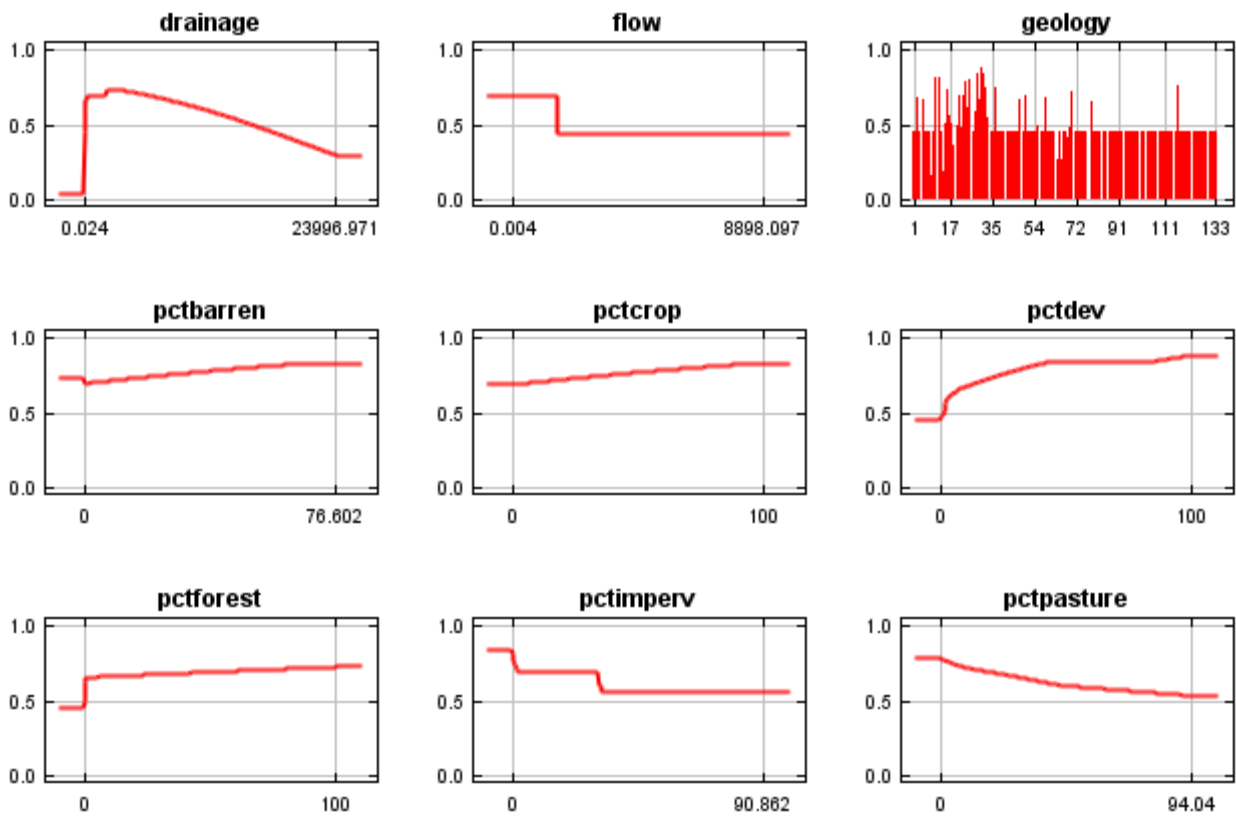 drainage flow geology
1.0 1.0 1.0
0.5 0.5 0.5
0.0 0.0 0.0
0.024 23996.971 0.004 8898.097 1 17 35 54 72 91 111 133
pctbarren pctcrop pctdev
1.0 1.0 1.0
0.5 0.5 0.5
0.0 0.0 0.0
0 76.602 0 100 0 100
pctforest pctimperv pctpasture
1.0 1.0 1.0
0.5 0.5 0.5
0.0 0.0 0.0
0 100 0 90.862 0 94.04